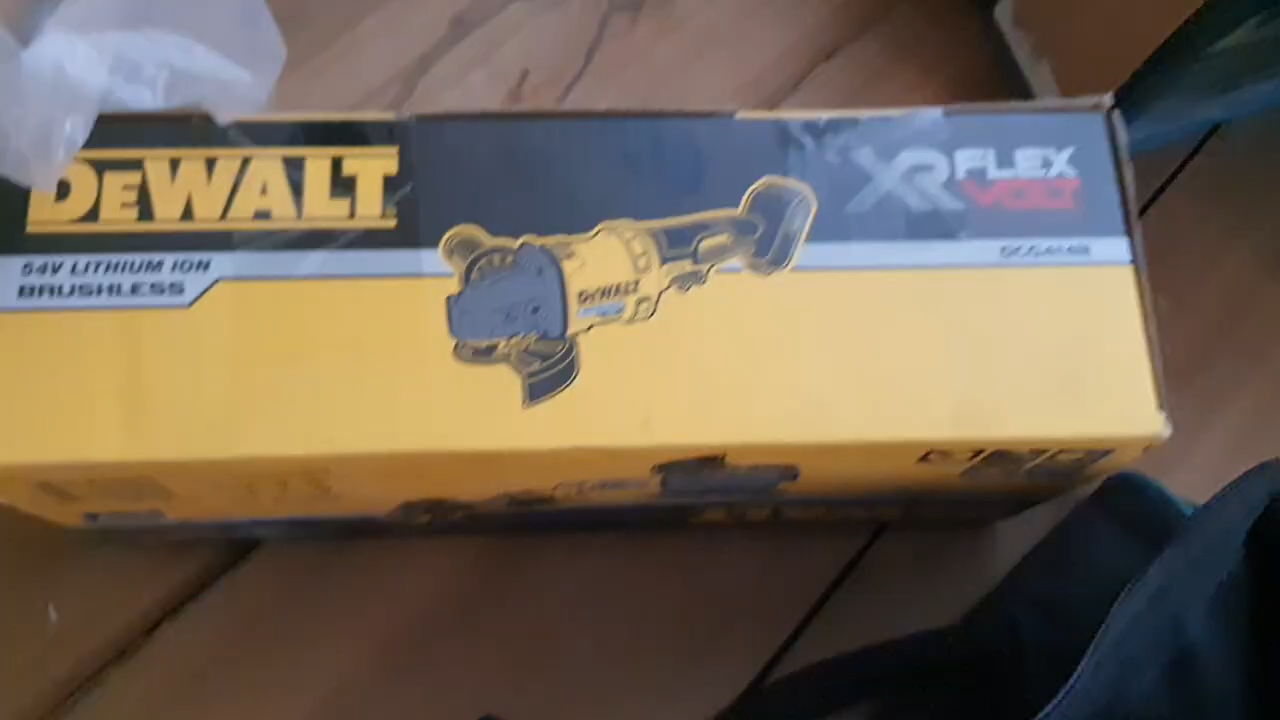 DEWALT
54V LITHIUM ION
BRUSHLESS
XR FLEX
VOLT
DEWALT